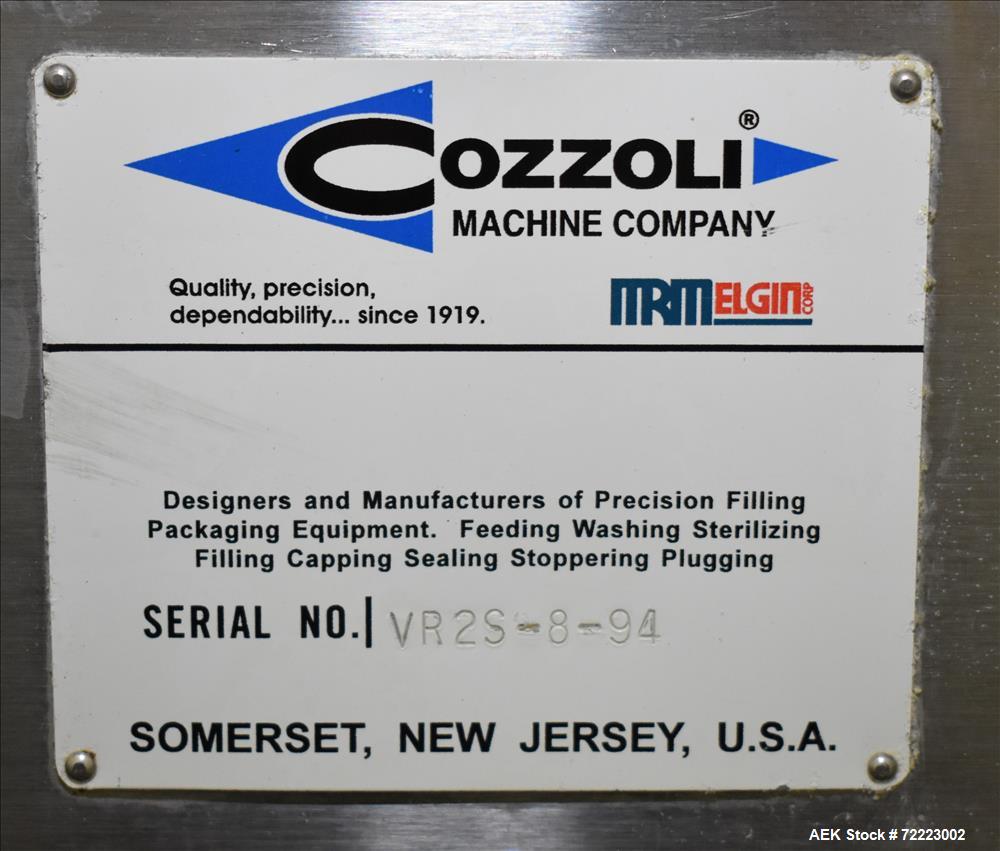 COZZOLI®
MACHINE COMPANY
Quality, precision,
dependability... since 1919.
MRM ELGIN CORP
Designers and Manufacturers of Precision Filling
Packaging Equipment. Feeding Washing Sterilizing
Filling Capping Sealing Stoppering Plugging
SERIAL NO. VR2S-8-94
SOMERSET, NEW JERSEY, U.S.A.
AEK Stock # 72223002